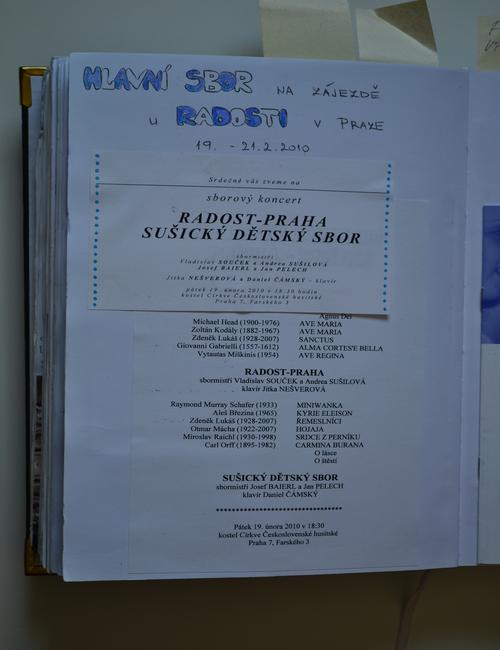 HLAVNÍ SBOR NA ZÁJEZDĚ
U RADOSTI V PRAZE
19. - 21.2.2010
Srdečně vás zveme na
sborový koncert
RADOST-PRAHA
SUŠICKÝ DĚTSKÝ SBOR
sbormistři
Vladislav SOUČEK a Andrea SUŠILOVÁ
Josef BAIERL a Jan PELECH
Jitka NEŠVEROVÁ a Daniel ČÁMSKÝ - klavír
pátek 19. února 2010 v 18:30 hodin
kostel Církve Československé husitské
Praha 7, Farského 3
Agnus Dei
Michael Head (1900-1976) AVE MARIA
Zoltán Kodály (1882-1967) AVE MARIA
Zdeněk Lukáš (1928-2007) SANCTUS
Giovanni Gabrielli (1557-1612) ALMA CORTES'E BELLA
Vytautas Miškinis (1954) AVE REGINA
RADOST-PRAHA
sbormistři Vladislav SOUČEK a Andrea SUŠILOVÁ
klavír Jitka NEŠVEROVÁ
Raymond Murray Schafer (1933) MINIWANKA
Aleš Březina (1965) KYRIE ELEISON
Zdeněk Lukáš (1928-2007) ŘEMESLNÍCI
Otmar Mácha (1922-2007) HOJAJA
Miroslav Raichl (1930-1998) SRDCE Z PERNÍKU
Carl Orff (1895-1982) CARMINA BURANA
O lásce
O štěstí
SUŠICKÝ DĚTSKÝ SBOR
sbormistři Josef BAIERL a Jan PELECH
klavír Daniel ČÁMSKÝ
Pátek 19. února 2010 v 18:30
kostel Církve Československé husitské
Praha 7, Farského 3